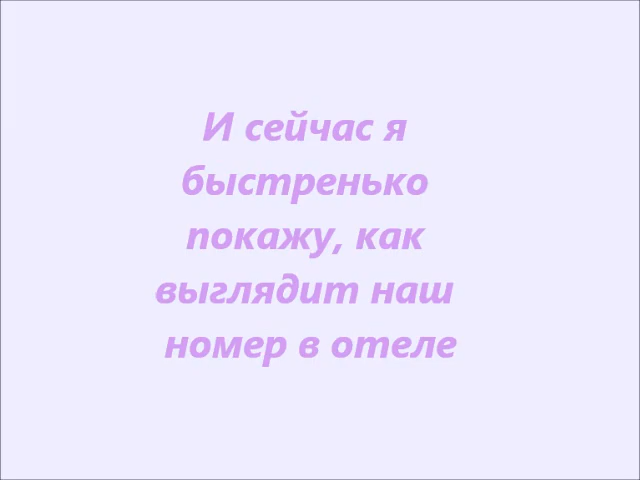 И сейчас я
быстренько
покажу, как
выглядит наш
номер в отеле